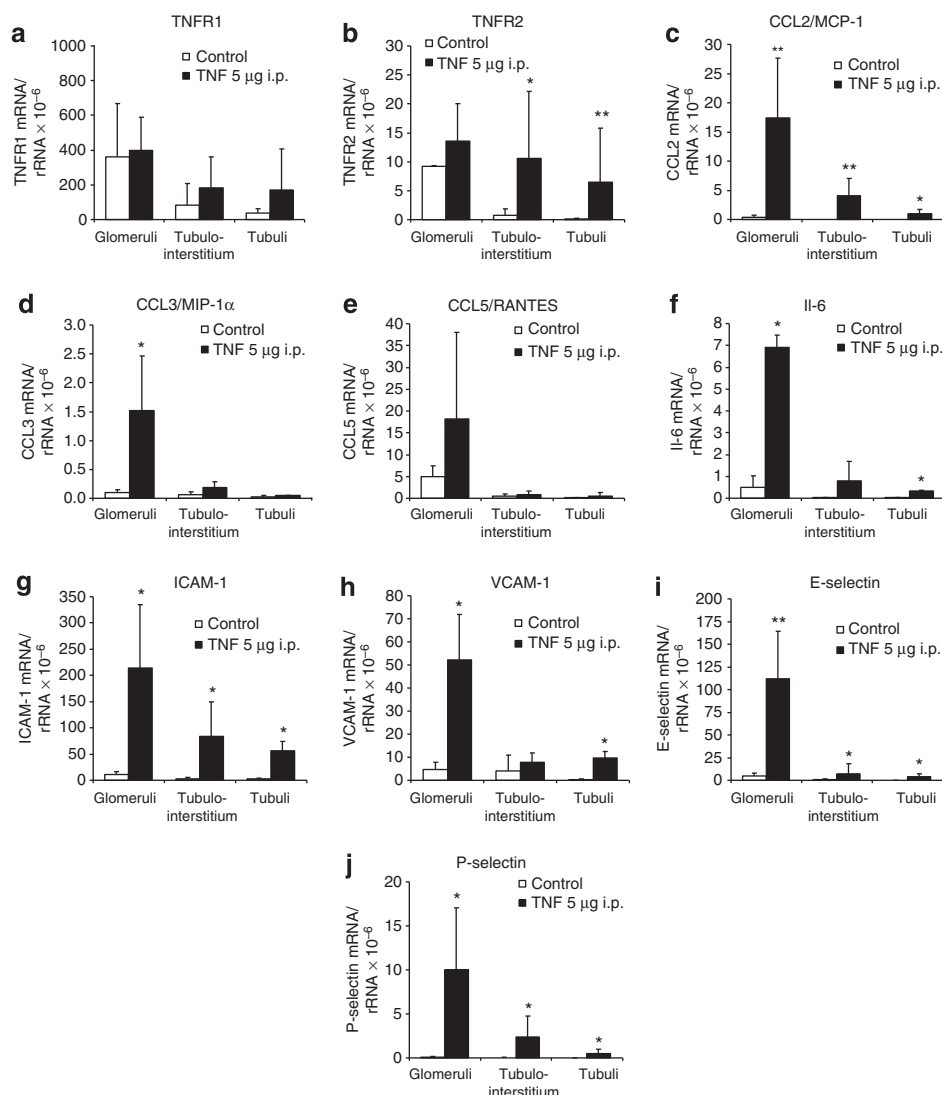 a
TNFR1
TNFR1 mRNA/
rRNA × 10⁻⁶
1000
800
600
400
200
0
Control
TNF 5 µg i.p.
Glomeruli
Tubulo-
interstitium
Tubuli
b
TNFR2
TNFR2 mRNA/
rRNA × 10⁻⁶
30
25
20
15
10
5
0
Control
TNF 5 µg i.p.
*
**
Glomeruli
Tubulo-
interstitium
Tubuli
c
CCL2/MCP-1
CCL2 mRNA/
rRNA × 10⁻⁶
30
25
20
15
10
5
0
Control
TNF 5 µg i.p.
**
**
*
Glomeruli
Tubulo-
interstitium
Tubuli
d
CCL3/MIP-1α
CCL3 mRNA/
rRNA × 10⁻⁶
3.0
2.5
2.0
1.5
1.0
0.5
0.0
Control
TNF 5 µg i.p.
*
Glomeruli
Tubulo-
interstitium
Tubuli
e
CCL5/RANTES
CCL5 mRNA/
rRNA × 10⁻⁶
40
35
30
25
20
15
10
5
0
Control
TNF 5 µg i.p.
Glomeruli
Tubulo-
interstitium
Tubuli
f
Il-6
Il-6 mRNA/
rRNA × 10⁻⁶
8
7
6
5
4
3
2
1
0
Control
TNF 5 µg i.p.
*
*
Glomeruli
Tubulo-
interstitium
Tubuli
g
ICAM-1
ICAM-1 mRNA/
rRNA × 10⁻⁶
350
300
250
200
150
100
50
0
Control
TNF 5 µg i.p.
*
*
*
Glomeruli
Tubulo-
interstitium
Tubuli
h
VCAM-1
VCAM-1 mRNA/
rRNA × 10⁻⁶
80
70
60
50
40
30
20
10
0
Control
TNF 5 µg i.p.
*
*
Glomeruli
Tubulo-
interstitium
Tubuli
i
E-selectin
E-selectin mRNA/
rRNA × 10⁻⁶
200
175
150
125
100
75
50
25
0
Control
TNF 5 µg i.p.
**
*
*
Glomeruli
Tubulo-
interstitium
Tubuli
j
P-selectin
P-selectin mRNA/
rRNA × 10⁻⁶
20
15
10
5
0
Control
TNF 5 µg i.p.
*
*
*
Glomeruli
Tubulo-
interstitium
Tubuli